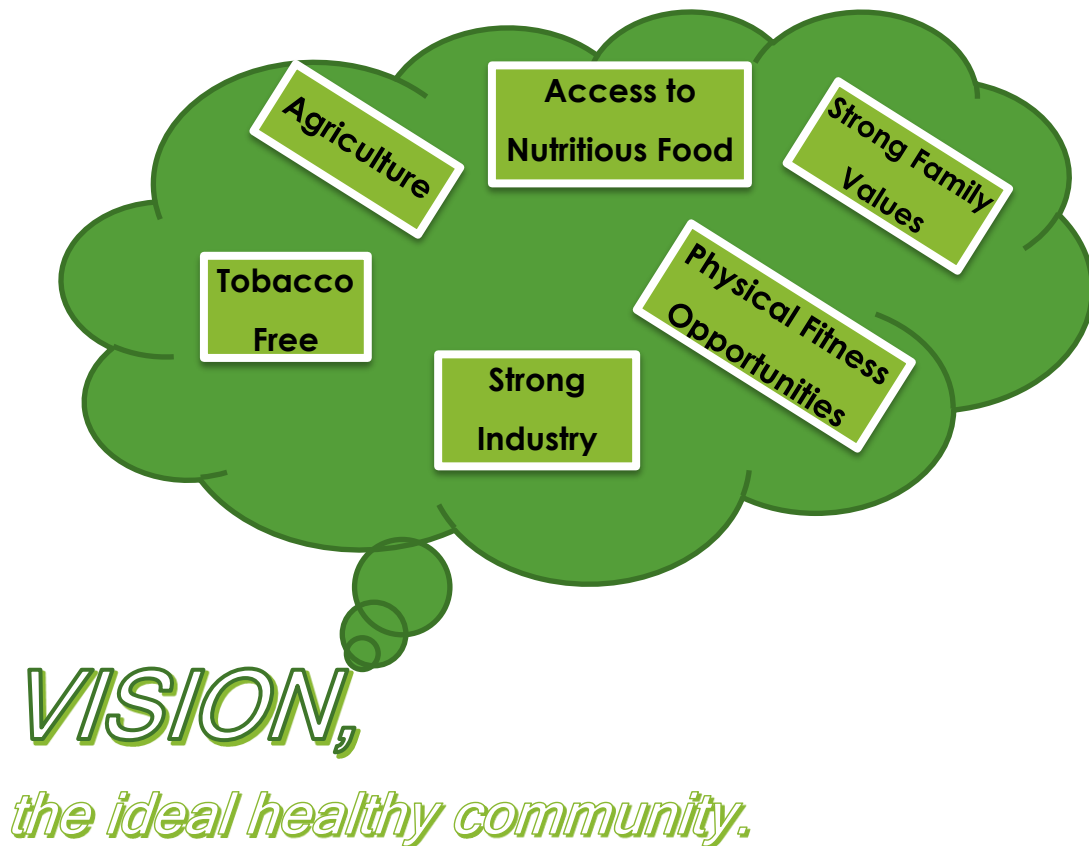 Agriculture
Access to
Nutritious Food
Strong Family
Values
Tobacco
Free
Physical Fitness
Opportunities
Strong
Industry
VISION,
the ideal healthy community.